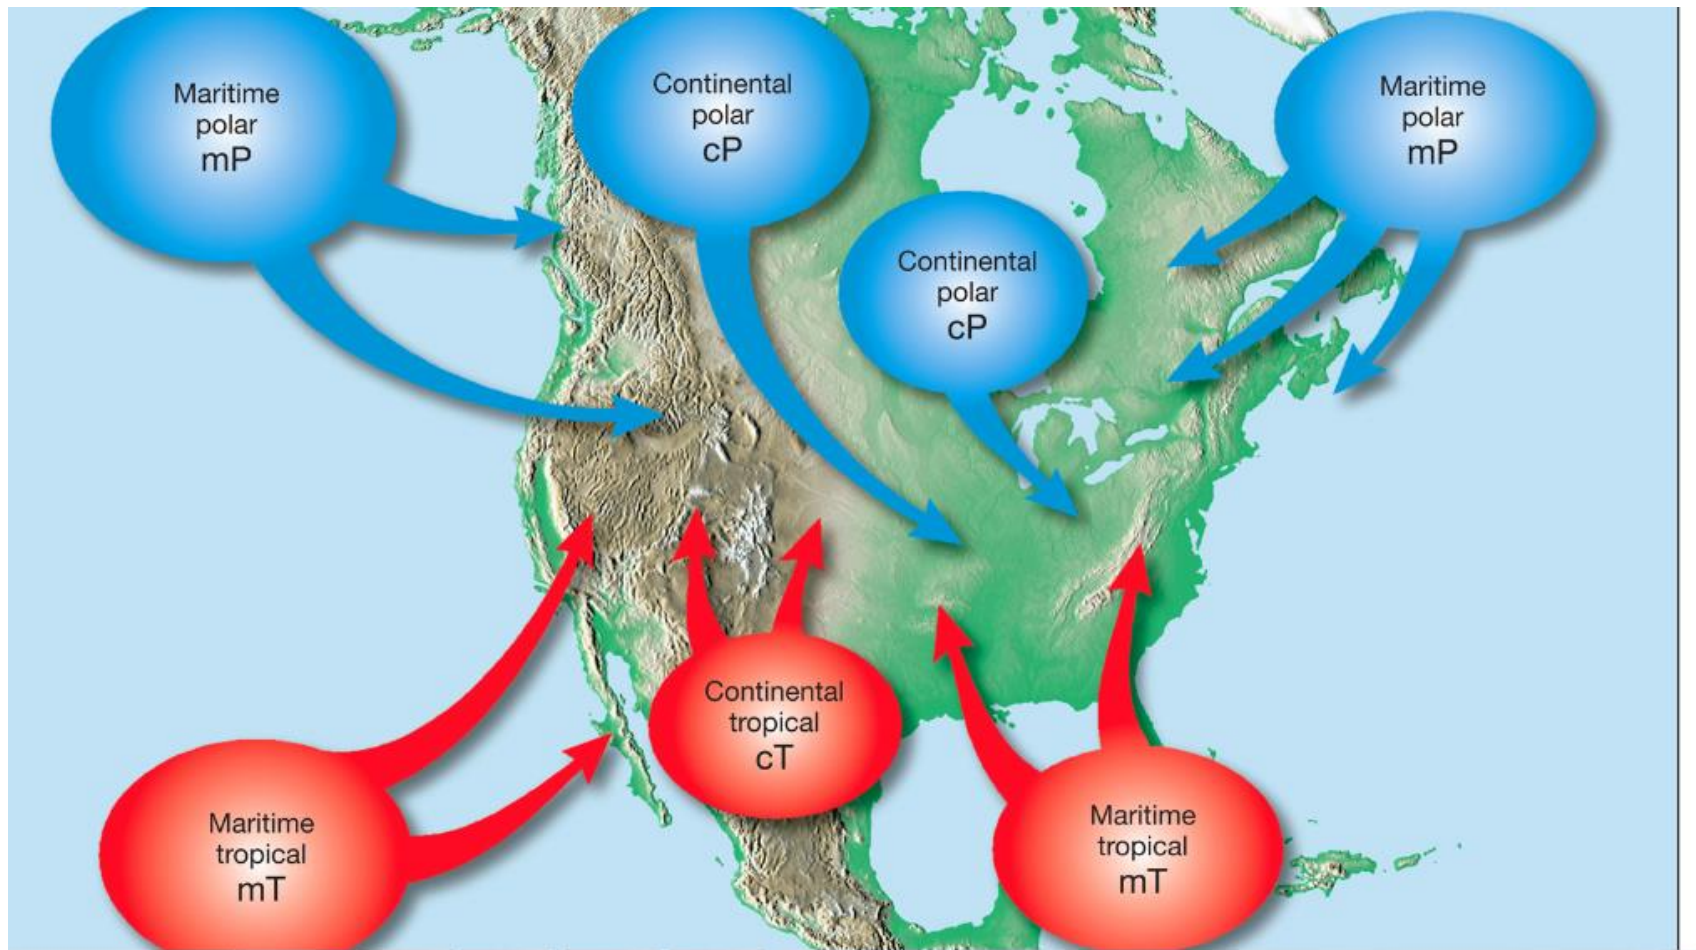 Maritime
polar
mP
Continental
polar
cP
Maritime
polar
mP
Continental
polar
cP
Continental
tropical
cT
Maritime
tropical
mT
Maritime
tropical
mT